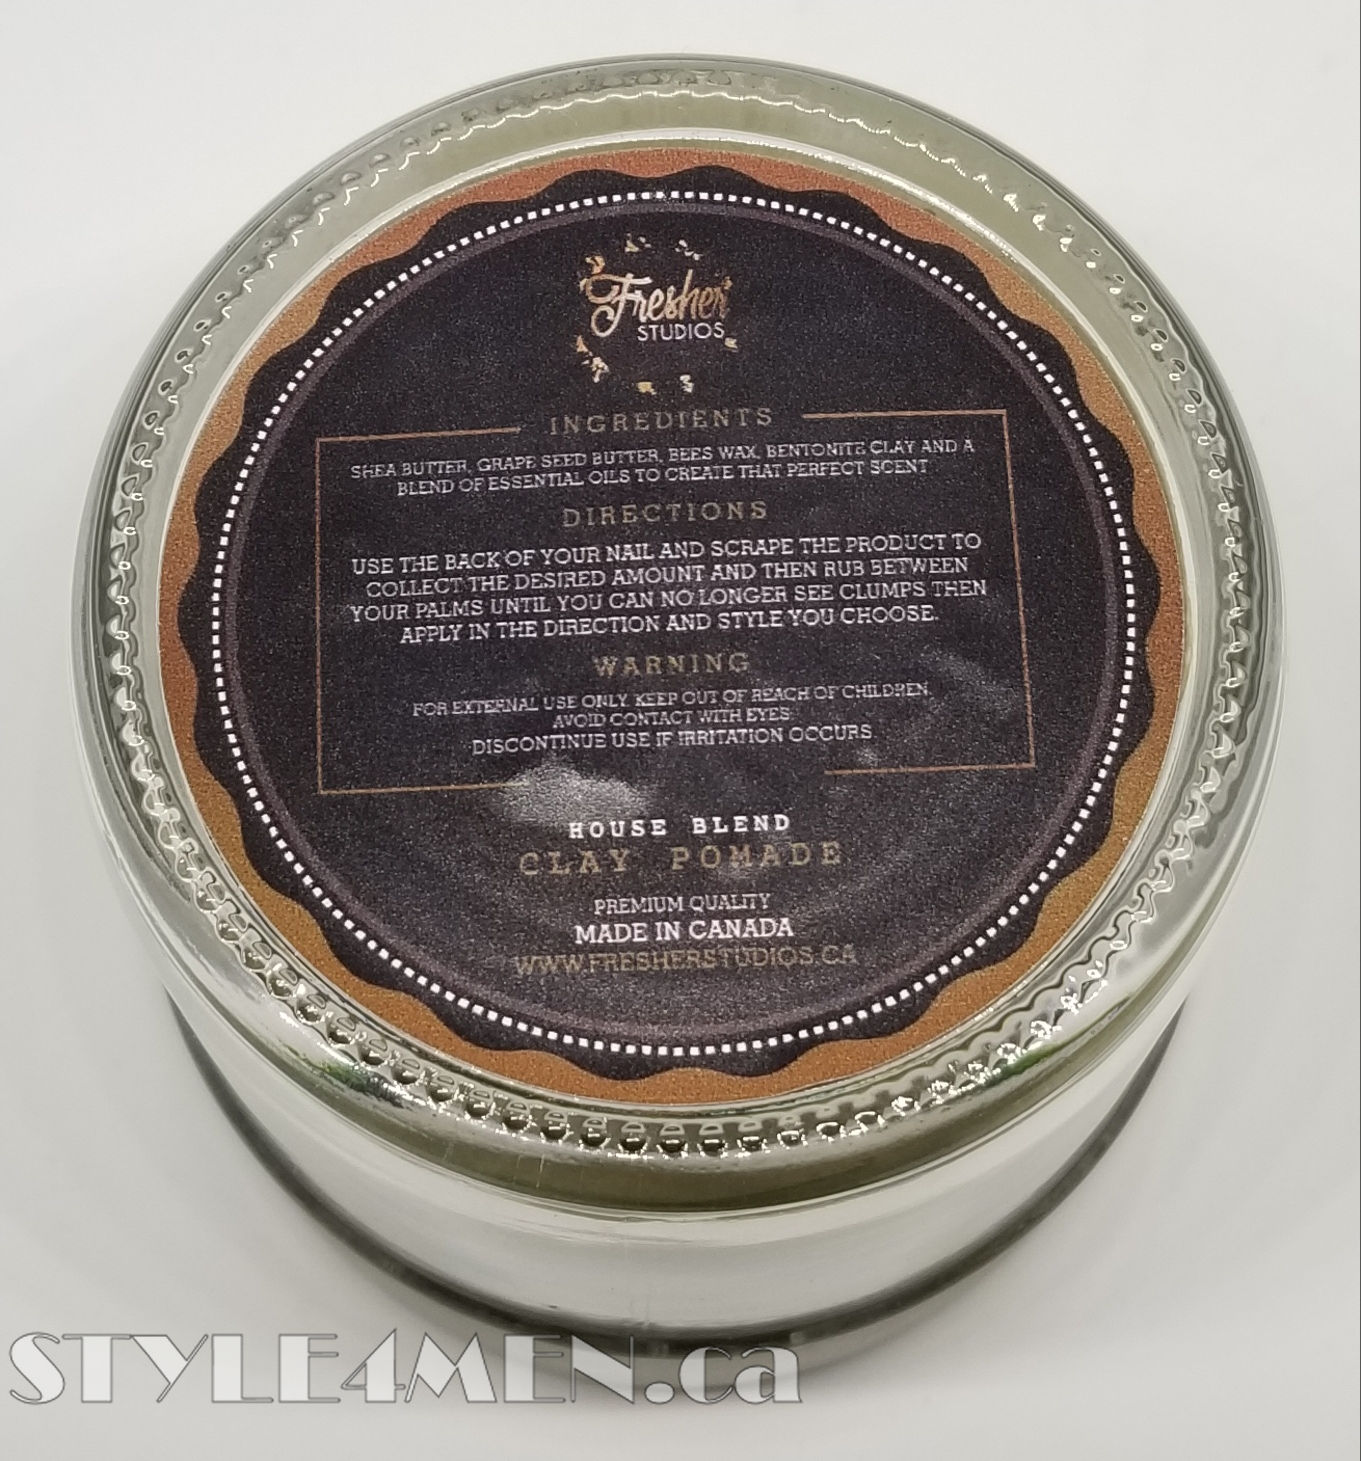 Fresher
STUDIOS
INGREDIENTS
SHEA BUTTER, GRAPE SEED BUTTER, BEES WAX, BENTONITE CLAY AND A
BLEND OF ESSENTIAL OILS TO CREATE THAT PERFECT SCENT
DIRECTIONS
USE THE BACK OF YOUR NAIL AND SCRAPE THE PRODUCT TO
COLLECT THE DESIRED AMOUNT AND THEN RUB BETWEEN
YOUR PALMS UNTIL YOU CAN NO LONGER SEE CLUMPS THEN
APPLY IN THE DIRECTION AND STYLE YOU CHOOSE.
WARNING
FOR EXTERNAL USE ONLY. KEEP OUT OF REACH OF CHILDREN.
AVOID CONTACT WITH EYES.
DISCONTINUE USE IF IRRITATION OCCURS
HOUSE BLEND
CLAY POMADE
PREMIUM QUALITY
MADE IN CANADA
WWW.FRESHERSTUDIOS.CA
STYLE4MEN.ca